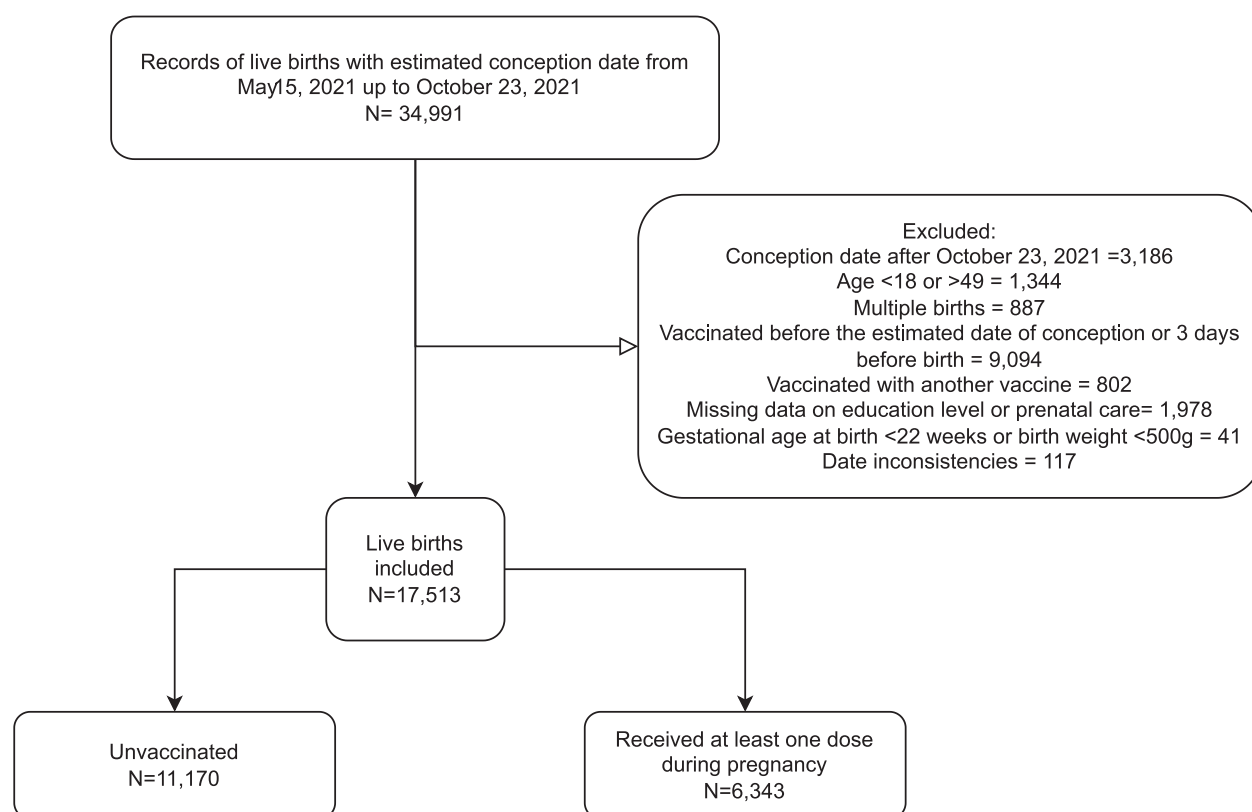 Records of live births with estimated conception date from
May15, 2021 up to October 23, 2021
N= 34,991
Excluded:
Conception date after October 23, 2021 =3,186
Age <18 or >49 = 1,344
Multiple births = 887
Vaccinated before the estimated date of conception or 3 days
before birth = 9,094
Vaccinated with another vaccine = 802
Missing data on education level or prenatal care= 1,978
Gestational age at birth <22 weeks or birth weight <500g = 41
Date inconsistencies = 117
Live births
included
N=17,513
Unvaccinated
N=11,170
Received at least one dose
during pregnancy
N=6,343